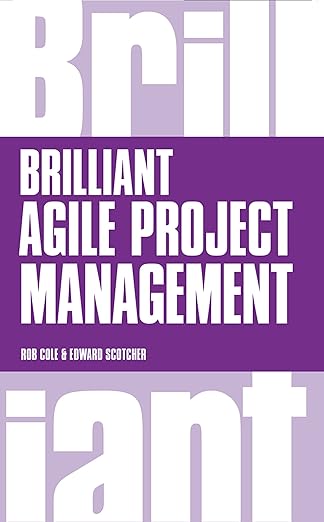 Brill
BRILLIANT
AGILE PROJECT
MANAGEMENT
ROB COLE & EDWARD SCOTCHER
iant